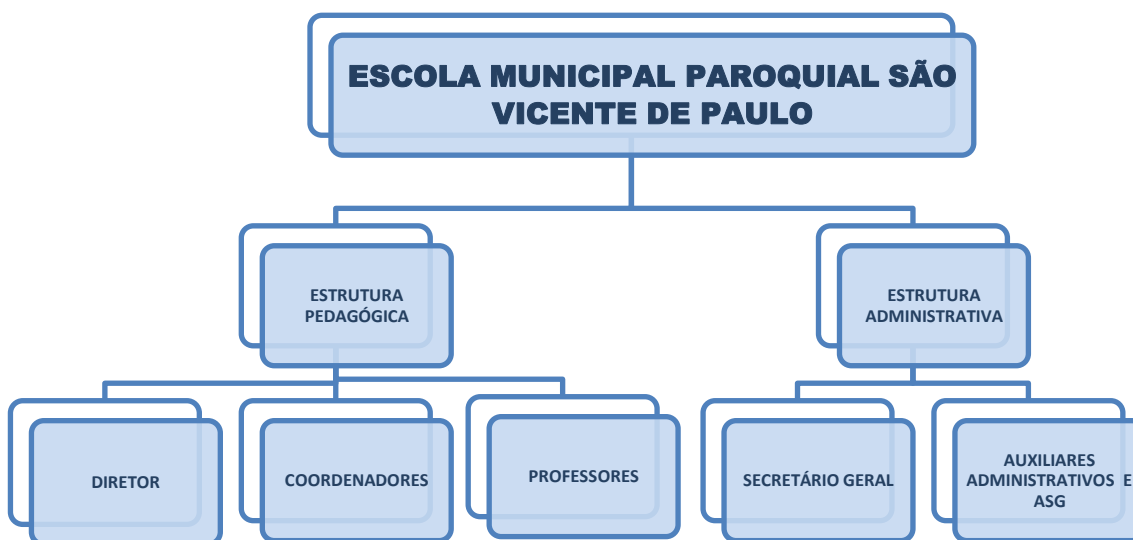 ESCOLA MUNICIPAL PAROQUIAL SÃO
VICENTE DE PAULO
ESTRUTURA
PEDAGÓGICA
ESTRUTURA
ADMINISTRATIVA
DIRETOR
COORDENADORES
PROFESSORES
SECRETÁRIO GERAL
AUXILIARES
ADMINISTRATIVOS E
ASG